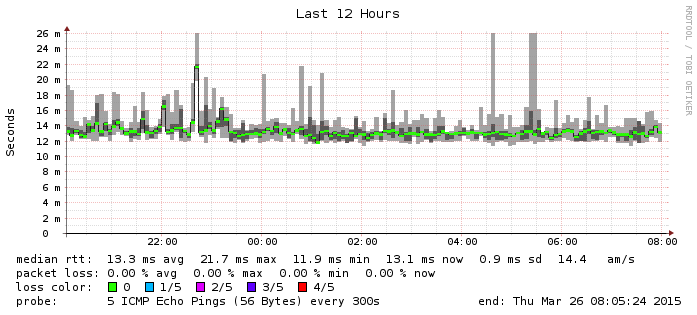 Last 12 Hours
RRDTOOL / TOBI OETIKER
Seconds
26 m
24 m
22 m
20 m
18 m
16 m
14 m
12 m
10 m
8 m
6 m
4 m
2 m
0
22:00 00:00 02:00 04:00 06:00 08:00
median rtt: 13.3 ms avg 21.7 ms max 11.9 ms min 13.1 ms now 0.9 ms sd 14.4 am/s
packet loss: 0.00 % avg 0.00 % max 0.00 % min 0.00 % now
loss color: 0 1/5 2/5 3/5 4/5
probe: 5 ICMP Echo Pings (56 Bytes) every 300s end: Thu Mar 26 08:05:24 2015